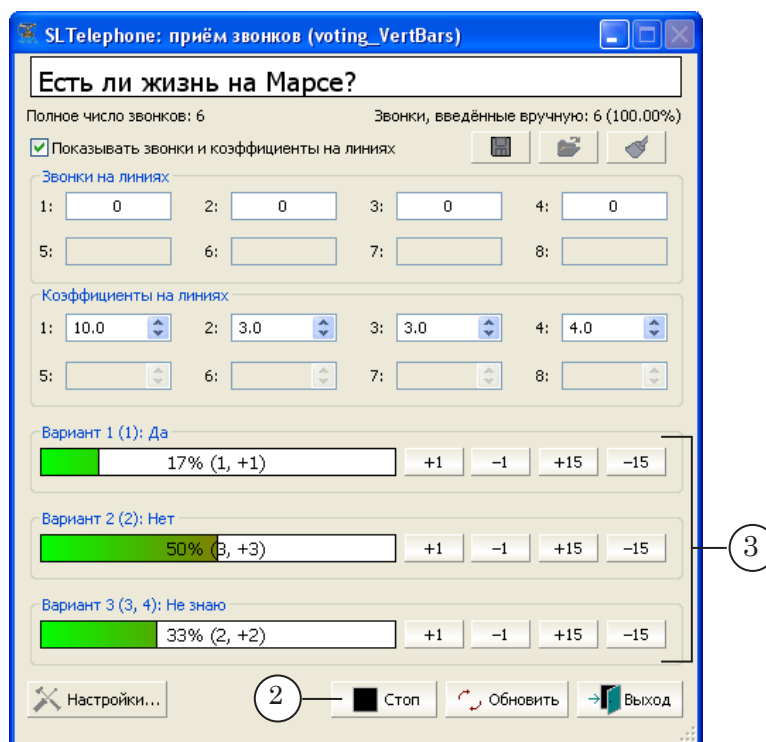 SLTelephone: приём звонков (voting_VertBars)
Есть ли жизнь на Марсе?
Полное число звонков: 6 Звонки, введённые вручную: 6 (100.00%)
Показывать звонки и коэффициенты на линиях
Звонки на линиях
1: 0 2: 0 3: 0 4: 0
5: 6: 7: 8:
Коэффициенты на линиях
1: 10.0 2: 3.0 3: 3.0 4: 4.0
5: 6: 7: 8:
Вариант 1 (1): Да
17% (1, +1) +1 −1 +15 −15
Вариант 2 (2): Нет
50% (3, +3) +1 −1 +15 −15
3
Вариант 3 (3, 4): Не знаю
33% (2, +2) +1 −1 +15 −15
Настройки... 2 Стоп Обновить Выход